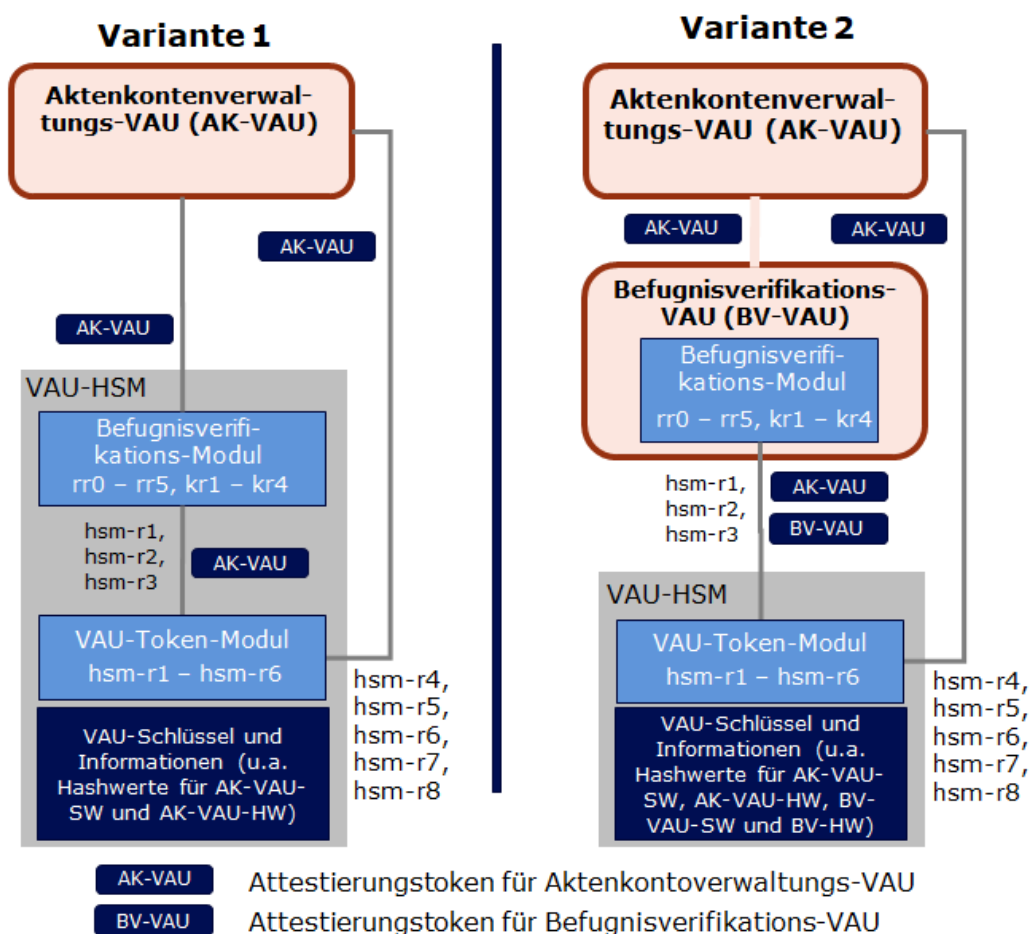 Variante 1
Aktenkontenverwal-
tungs-VAU (AK-VAU)
AK-VAU
AK-VAU
VAU-HSM
Befugnisverifi-
kations-Modul
rr0 – rr5, kr1 – kr4
hsm-r1,
hsm-r2,
hsm-r3
AK-VAU
VAU-Token-Modul
hsm-r1 – hsm-r6
hsm-r4,
hsm-r5,
hsm-r6,
hsm-r7,
hsm-r8
VAU-Schlüssel und
Informationen (u.a.
Hashwerte für AK-VAU-
SW und AK-VAU-HW)
Variante 2
Aktenkontenverwal-
tungs-VAU (AK-VAU)
AK-VAU
AK-VAU
Befugnisverifikations-
VAU (BV-VAU)
Befugnisverifi-
kations-Modul
rr0 – rr5, kr1 – kr4
hsm-r1,
hsm-r2,
hsm-r3
AK-VAU
BV-VAU
VAU-HSM
VAU-Token-Modul
hsm-r1 – hsm-r6
hsm-r4,
hsm-r5,
hsm-r6,
hsm-r7,
hsm-r8
VAU-Schlüssel und
Informationen (u.a.
Hashwerte für AK-VAU-
SW, AK-VAU-HW, BV-
VAU-SW und BV-HW)
AK-VAU Attestierungstoken für Aktenkontoverwaltungs-VAU
BV-VAU Attestierungstoken für Befugnisverifikations-VAU